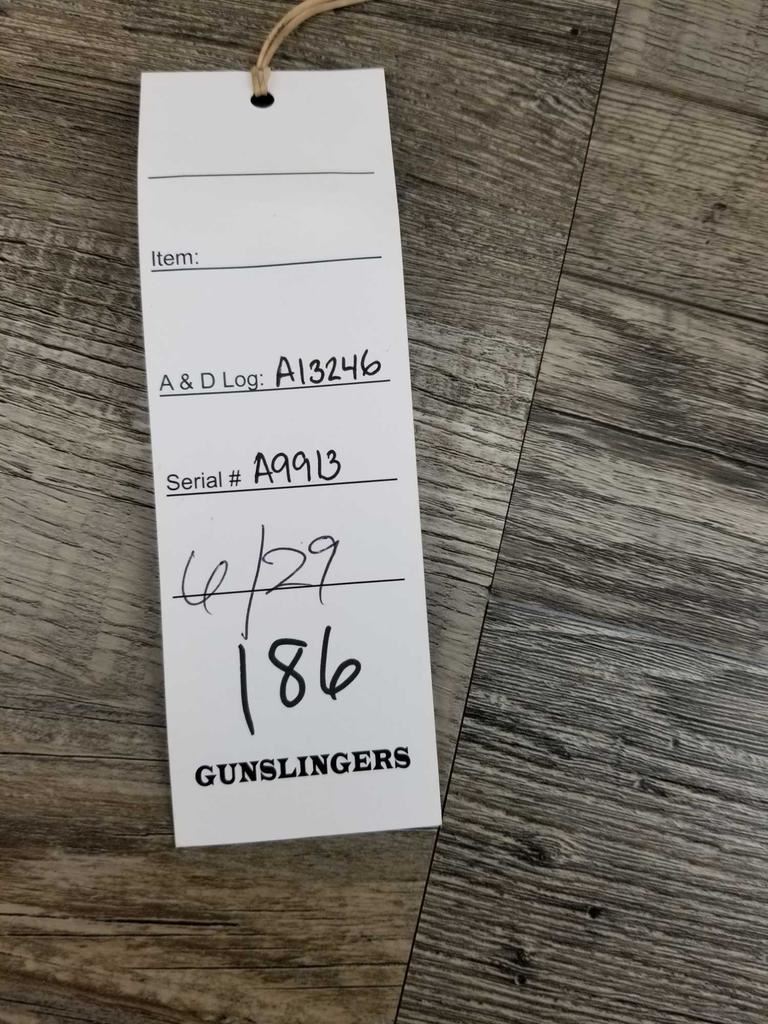 Item:
A & D Log: A13246
Serial # A9913
6/29
186
GUNSLINGERS